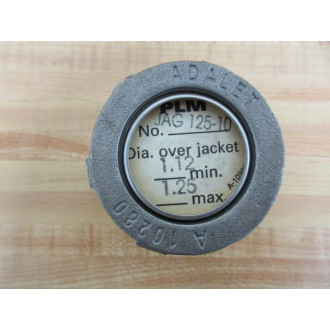 ADALET
PLM
No. JAG 125-10
Dia. over jacket
1.12 min.
1.25 max.
A 10280